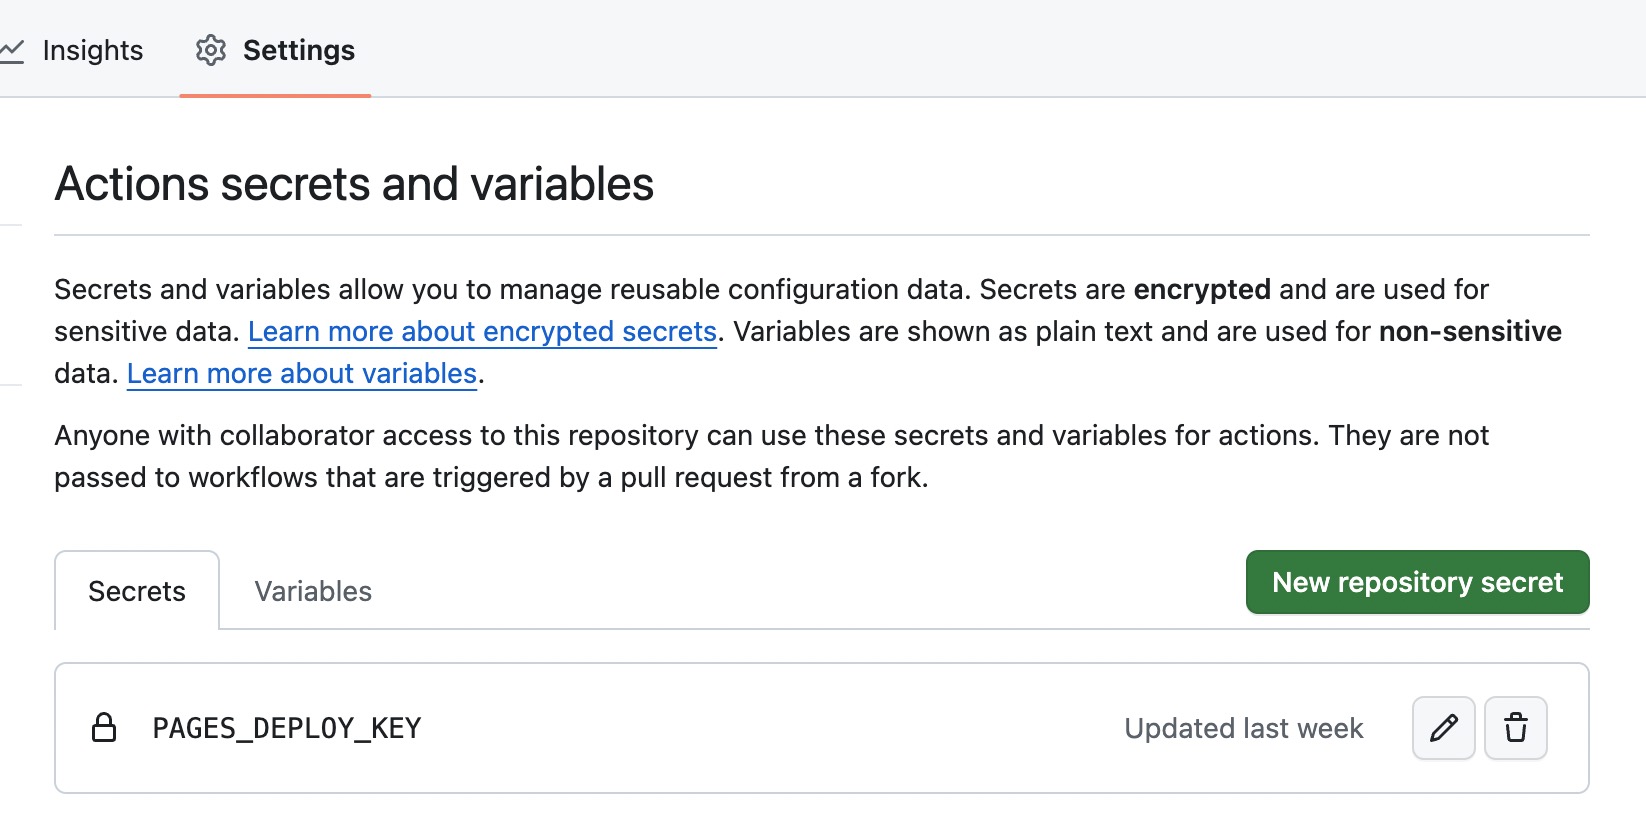 Insights Settings
Actions secrets and variables
Secrets and variables allow you to manage reusable configuration data. Secrets are encrypted and are used for
sensitive data. Learn more about encrypted secrets. Variables are shown as plain text and are used for non-sensitive
data. Learn more about variables.
Anyone with collaborator access to this repository can use these secrets and variables for actions. They are not
passed to workflows that are triggered by a pull request from a fork.
Secrets Variables New repository secret
PAGES_DEPLOY_KEY Updated last week